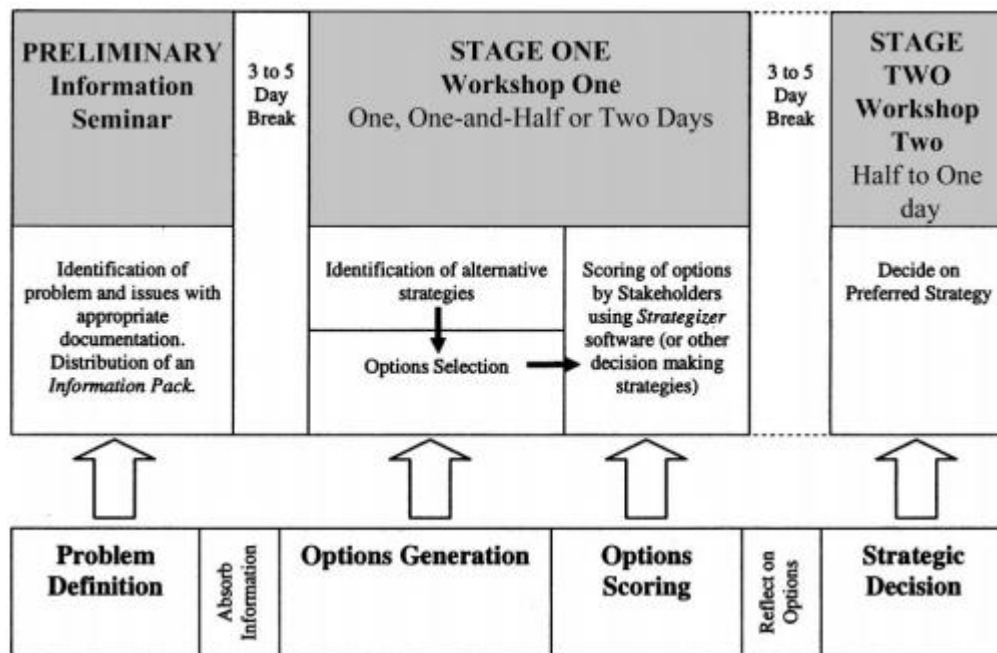 PRELIMINARY
Information
Seminar
3 to 5
Day
Break
STAGE ONE
Workshop One
One, One-and-Half or Two Days
3 to 5
Day
Break
STAGE
TWO
Workshop
Two
Half to One
day
Identification of
problem and issues with
appropriate
documentation.
Distribution of an
Information Pack.
Identification of alternative
strategies
Options Selection
Scoring of options
by Stakeholders
using Strategizer
software (or other
decision making
strategies)
Decide on
Preferred Strategy
Problem
Definition
Absorb
Information
Options Generation
Options
Scoring
Reflect on
Options
Strategic
Decision